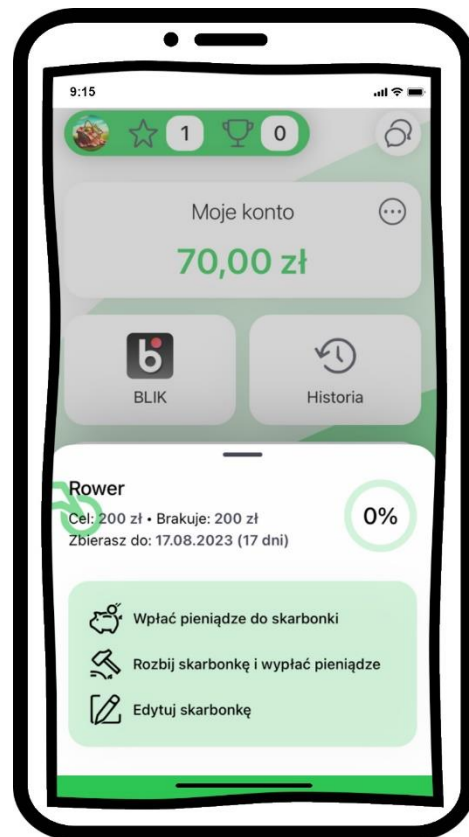 9:15
1 0
Moje konto
70,00 zł
b
BLIK Historia
Rower
Cel: 200 zł • Brakuje: 200 zł
Zbierasz do: 17.08.2023 (17 dni)
0%
Wpłać pieniądze do skarbonki
Rozbij skarbonkę i wypłać pieniądze
Edytuj skarbonkę